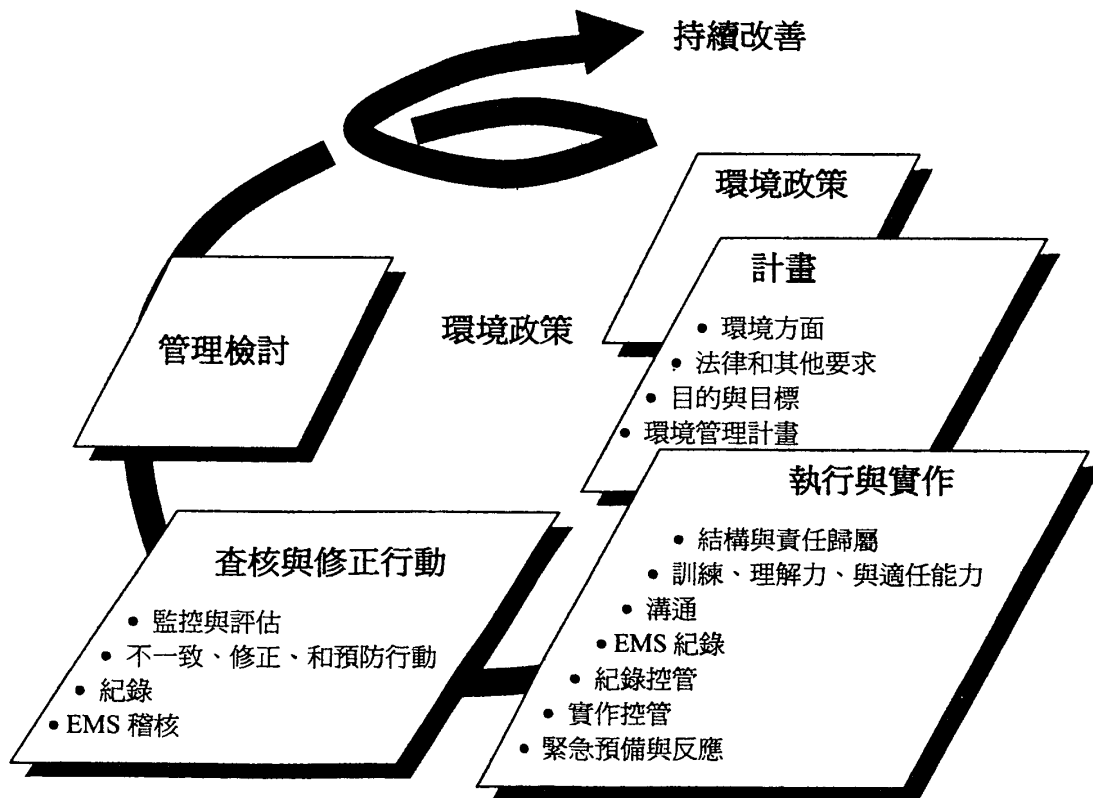 持續改善
環境政策
計畫
• 環境方面
• 法律和其他要求
• 目的與目標
• 環境管理計畫
環境政策
管理檢討
執行與實作
• 結構與責任歸屬
• 訓練、理解力、與適任能力
• 溝通
• EMS 紀錄
• 紀錄控管
• 實作控管
• 緊急預備與反應
查核與修正行動
• 監控與評估
• 不一致、修正、和預防行動
• 紀錄
• EMS 稽核